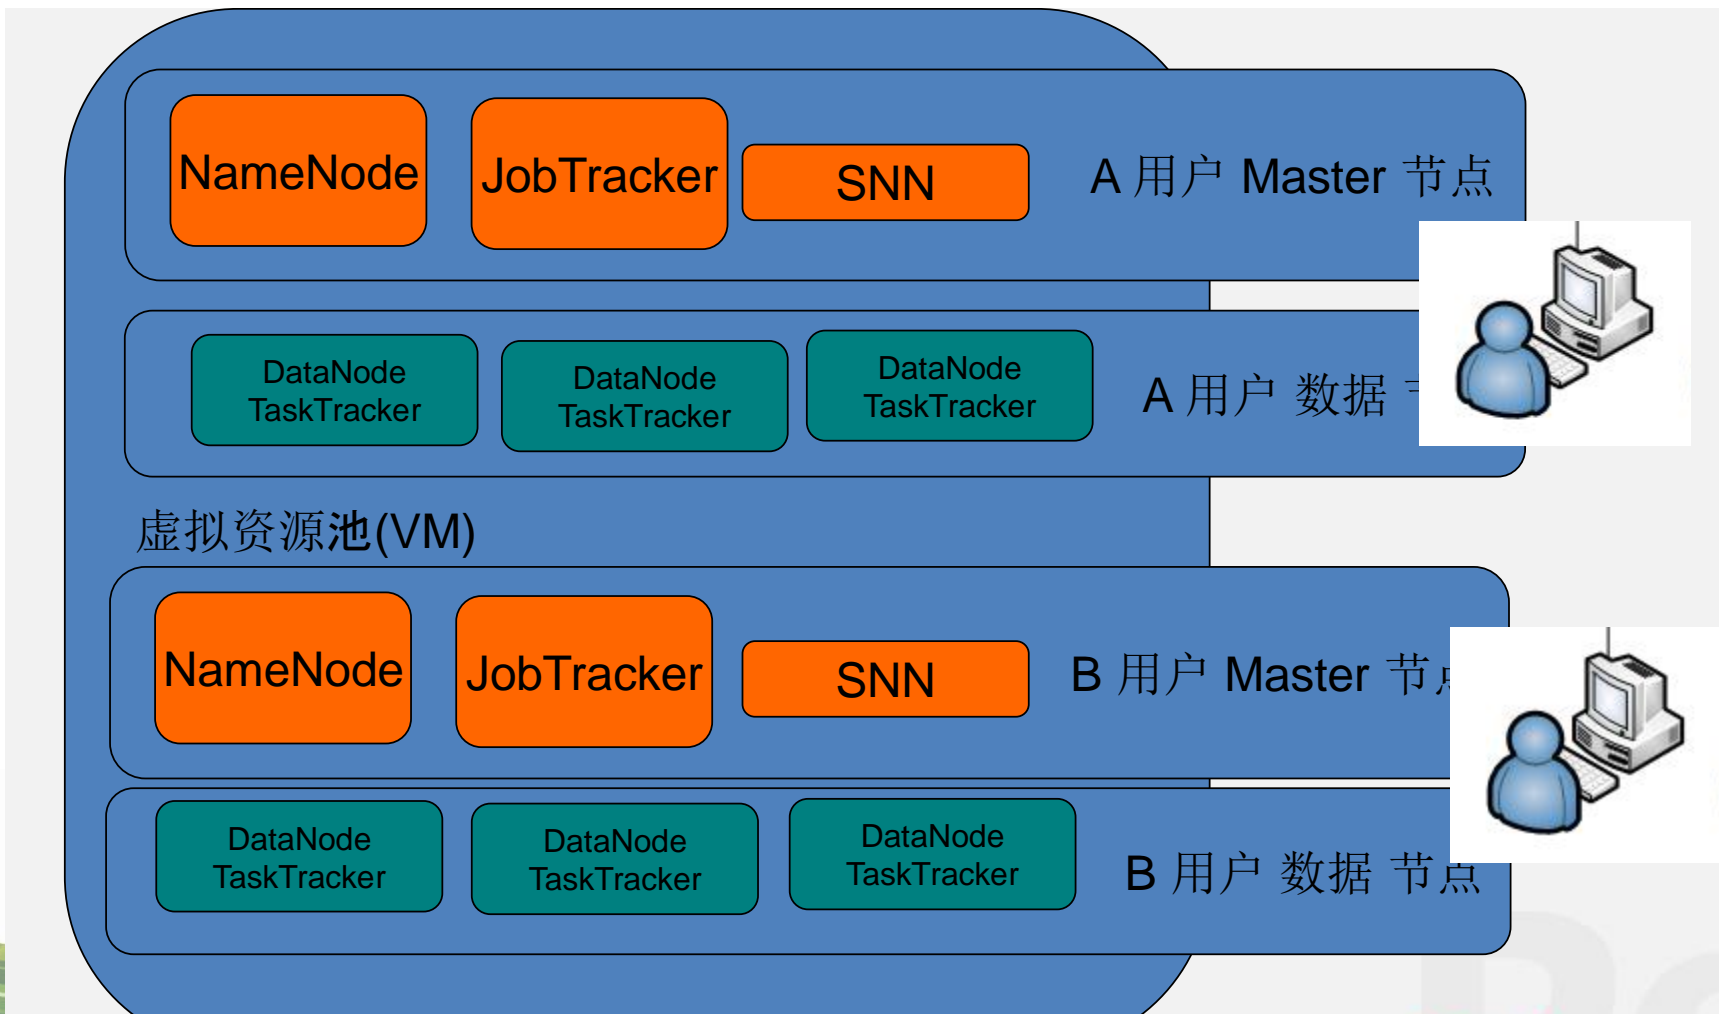 NameNode
JobTracker
SNN
A 用户 Master 节点
DataNode
TaskTracker
DataNode
TaskTracker
DataNode
TaskTracker
A 用户 数据
虚拟资源池(VM)
NameNode
JobTracker
SNN
B 用户 Master 节
DataNode
TaskTracker
DataNode
TaskTracker
DataNode
TaskTracker
B 用户 数据 节点